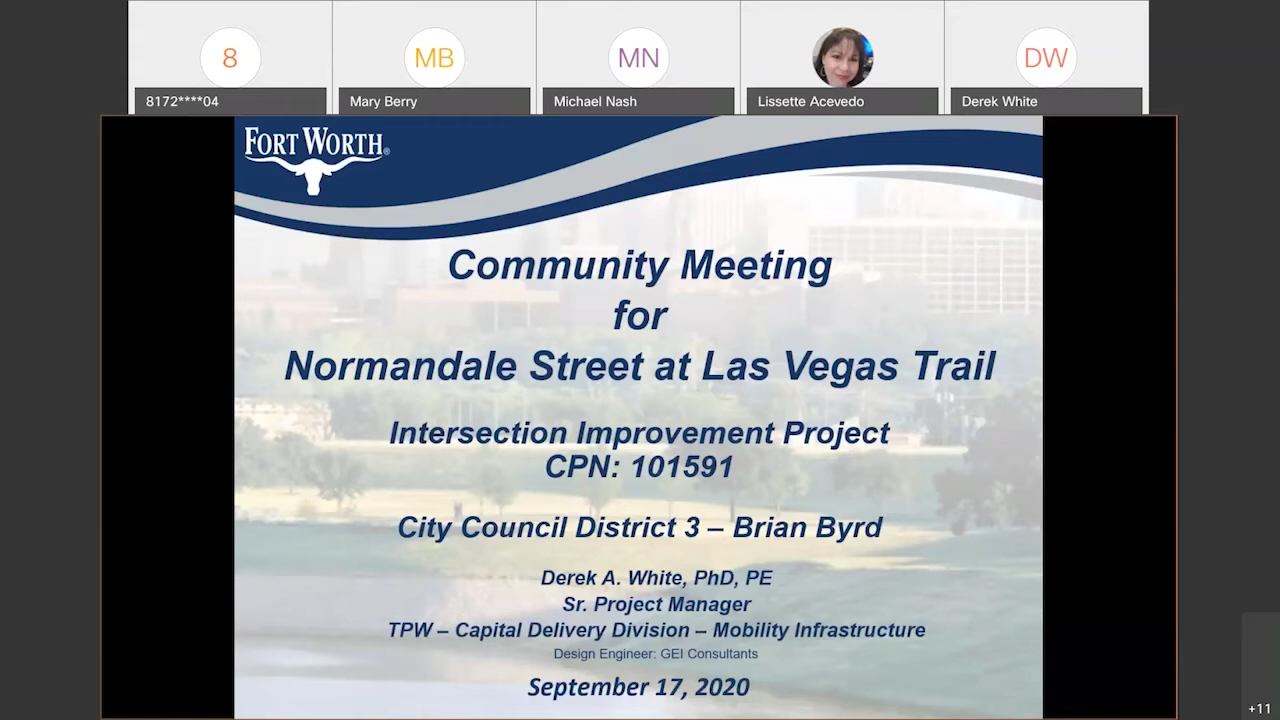 8
MB
MN
DW
8172****04
Mary Berry
Michael Nash
Lissette Acevedo
Derek White
FORT WORTH®
Community Meeting
for
Normandale Street at Las Vegas Trail
Intersection Improvement Project
CPN: 101591
City Council District 3 – Brian Byrd
Derek A. White, PhD, PE
Sr. Project Manager
TPW – Capital Delivery Division – Mobility Infrastructure
Design Engineer: GEI Consultants
September 17, 2020
+11